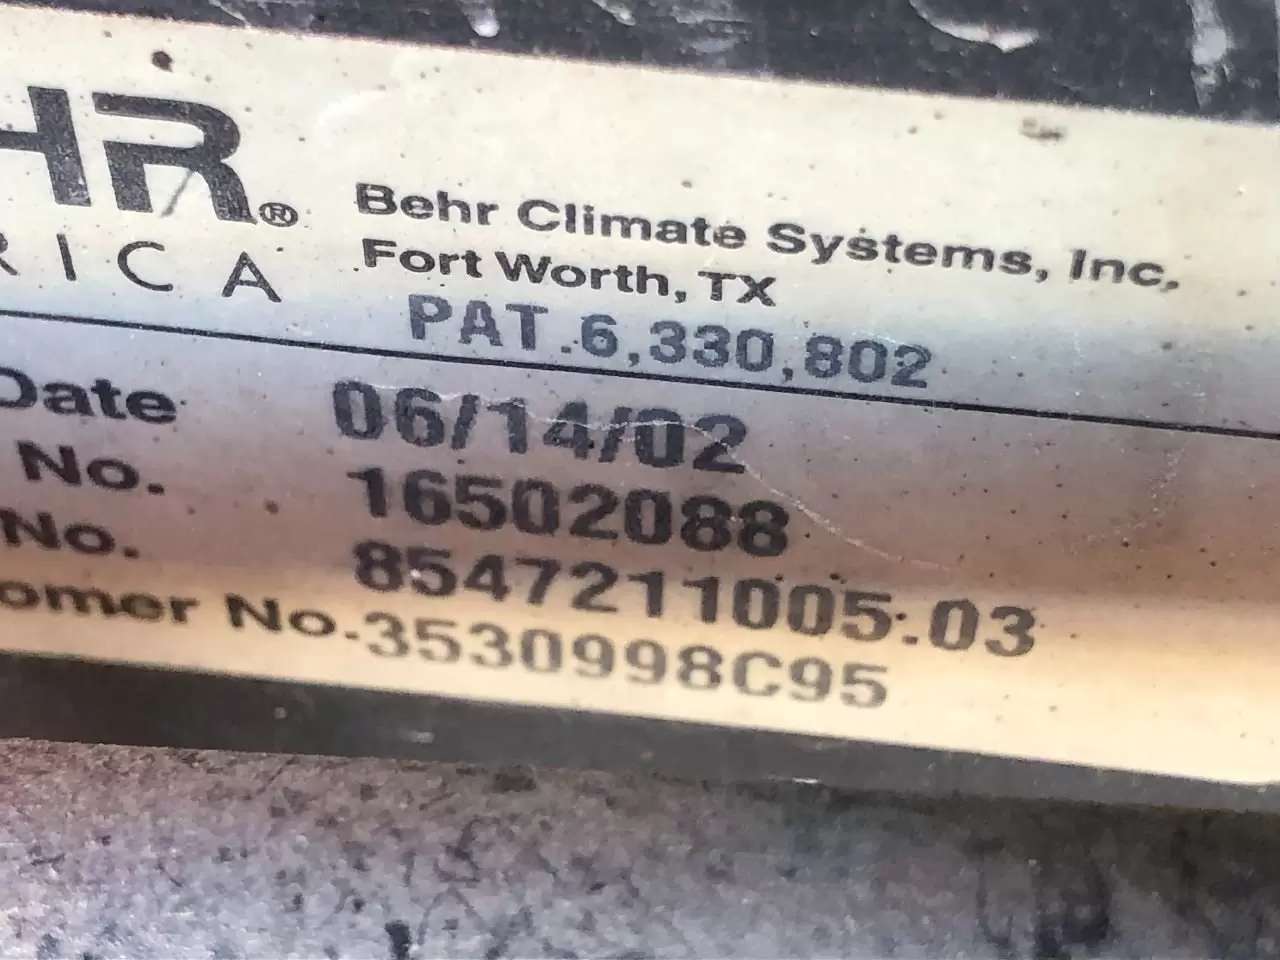 HR® Behr Climate Systems, Inc.
RICA Fort Worth, TX
PAT.6,330,802
Date 06/14/02
No. 16502088
No. 8547211005.03
omer No.3530998C95